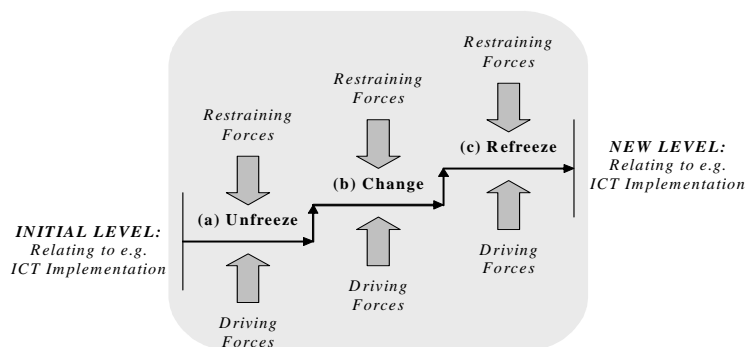 Restraining
Forces
Restraining
Forces
Restraining
Forces
(a) Unfreeze
(b) Change
(c) Refreeze
INITIAL LEVEL:
Relating to e.g.
ICT Implementation
NEW LEVEL:
Relating to e.g.
ICT Implementation
Driving
Forces
Driving
Forces
Driving
Forces